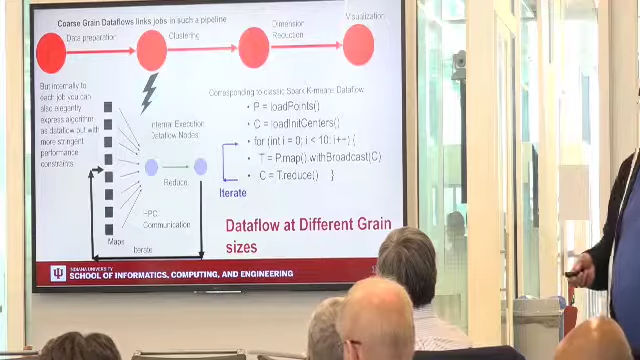 Coarse Grain Dataflows links jobs in such a pipeline
Data preparation
Clustering
Dimension
Reduction
Visualization
But internally to
each job you can
also elegantly
express algorithm
as dataflow but with
more stringent
performance
constraints
Internal Execution
Dataflow Nodes
Reduce
HPC
Communication
Maps
Iterate
Corresponding to classic Spark K-means Dataflow
• P = loadPoints()
• C = loadInitCenters()
• for (int i = 0; i < 10; i++) {
• T = P.map().withBroadcast(C)
• C = T.reduce() }
Iterate
Dataflow at Different Grain
sizes
INDIANA UNIVERSITY
SCHOOL OF INFORMATICS, COMPUTING, AND ENGINEERING